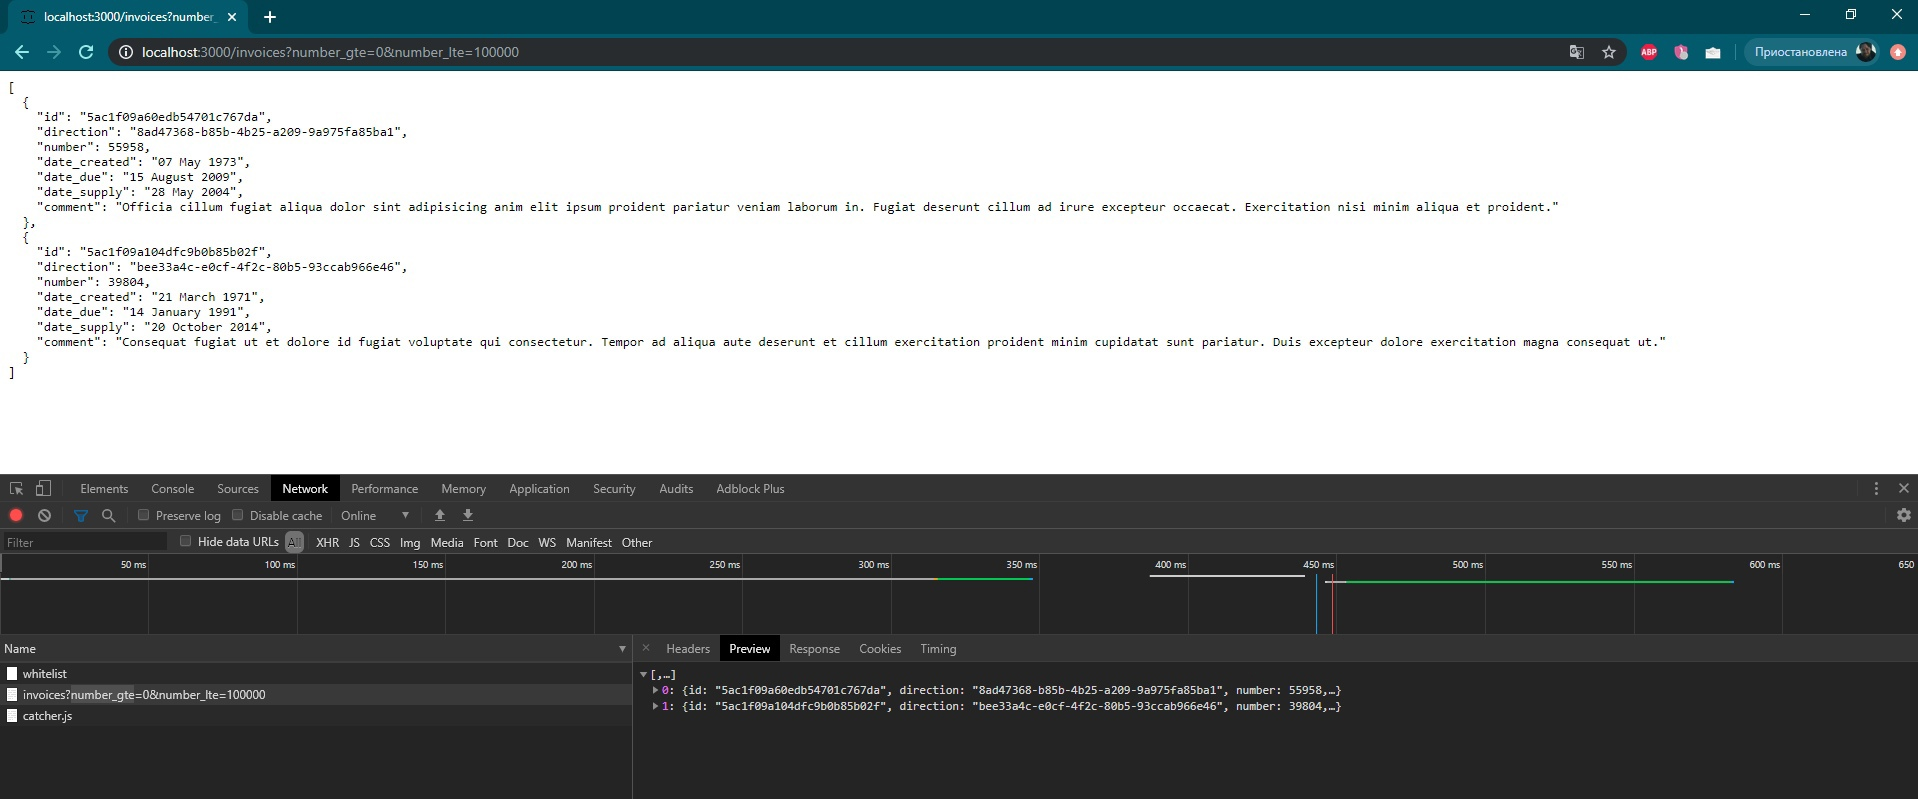 localhost:3000/invoices?number_
localhost:3000/invoices?number_gte=0&number_lte=100000
ABP
Приостановлена
[
{
"id": "5ac1f09a60edb54701c767da",
"direction": "8ad47368-b85b-4b25-a209-9a975fa85ba1",
"number": 55958,
"date_created": "07 May 1973",
"date_due": "15 August 2009",
"date_supply": "28 May 2004",
"comment": "Officia cillum fugiat aliqua dolor sint adipisicing anim elit ipsum proident pariatur veniam laborum in. Fugiat deserunt cillum ad irure excepteur occaecat. Exercitation nisi minim aliqua et proident."
},
{
"id": "5ac1f09a104dfc9b0b85b02f",
"direction": "bee33a4c-e0cf-4f2c-80b5-93ccab966e46",
"number": 39804,
"date_created": "21 March 1971",
"date_due": "14 January 1991",
"date_supply": "20 October 2014",
"comment": "Consequat fugiat ut et dolore id fugiat voluptate qui consectetur. Tempor ad aliqua aute deserunt et cillum exercitation proident minim cupidatat sunt pariatur. Duis excepteur dolore exercitation magna consequat ut."
}
]
Elements Console Sources Network Performance Memory Application Security Audits Adblock Plus
Preserve log Disable cache Online
Filter Hide data URLs All XHR JS CSS Img Media Font Doc WS Manifest Other
50 ms 100 ms 150 ms 200 ms 250 ms 300 ms 350 ms 400 ms 450 ms 500 ms 550 ms 600 ms 650
Name
whitelist
invoices?number_gte=0&number_lte=100000
catcher.js
Headers Preview Response Cookies Timing
[,…]
0: {id: "5ac1f09a60edb54701c767da", direction: "8ad47368-b85b-4b25-a209-9a975fa85ba1", number: 55958,…}
1: {id: "5ac1f09a104dfc9b0b85b02f", direction: "bee33a4c-e0cf-4f2c-80b5-93ccab966e46", number: 39804,…}